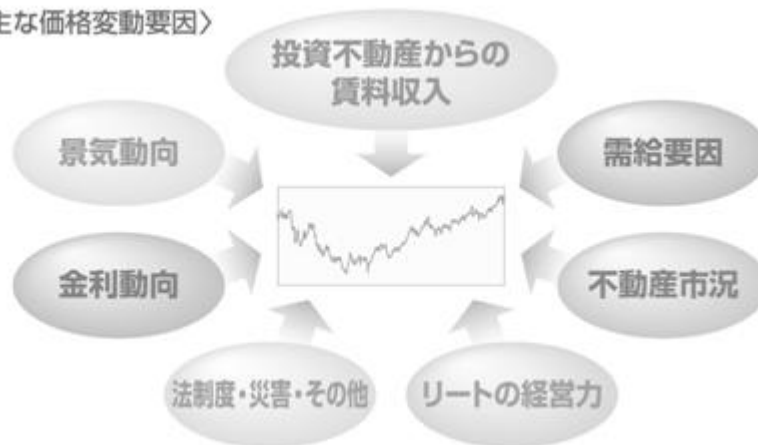 主な価格変動要因〉
投資不動産からの
賃料収入
景気動向
需給要因
金利動向
不動産市況
法制度・災害・その他
リートの経営力